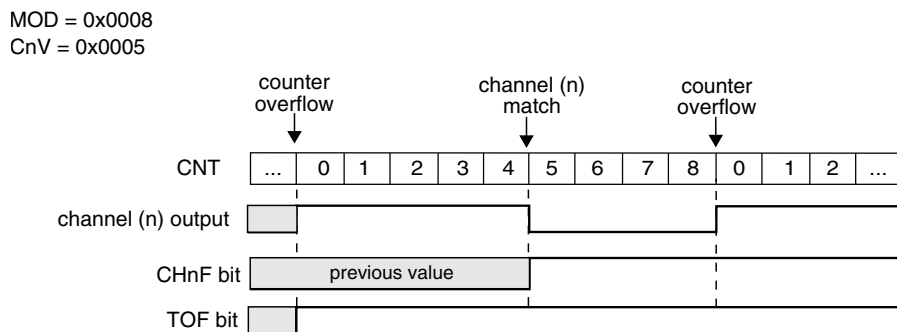 MOD = 0x0008
CnV = 0x0005
counter
overflow
channel (n)
match
counter
overflow
CNT ... 0 1 2 3 4 5 6 7 8 0 1 2 ...
channel (n) output
CHnF bit previous value
TOF bit